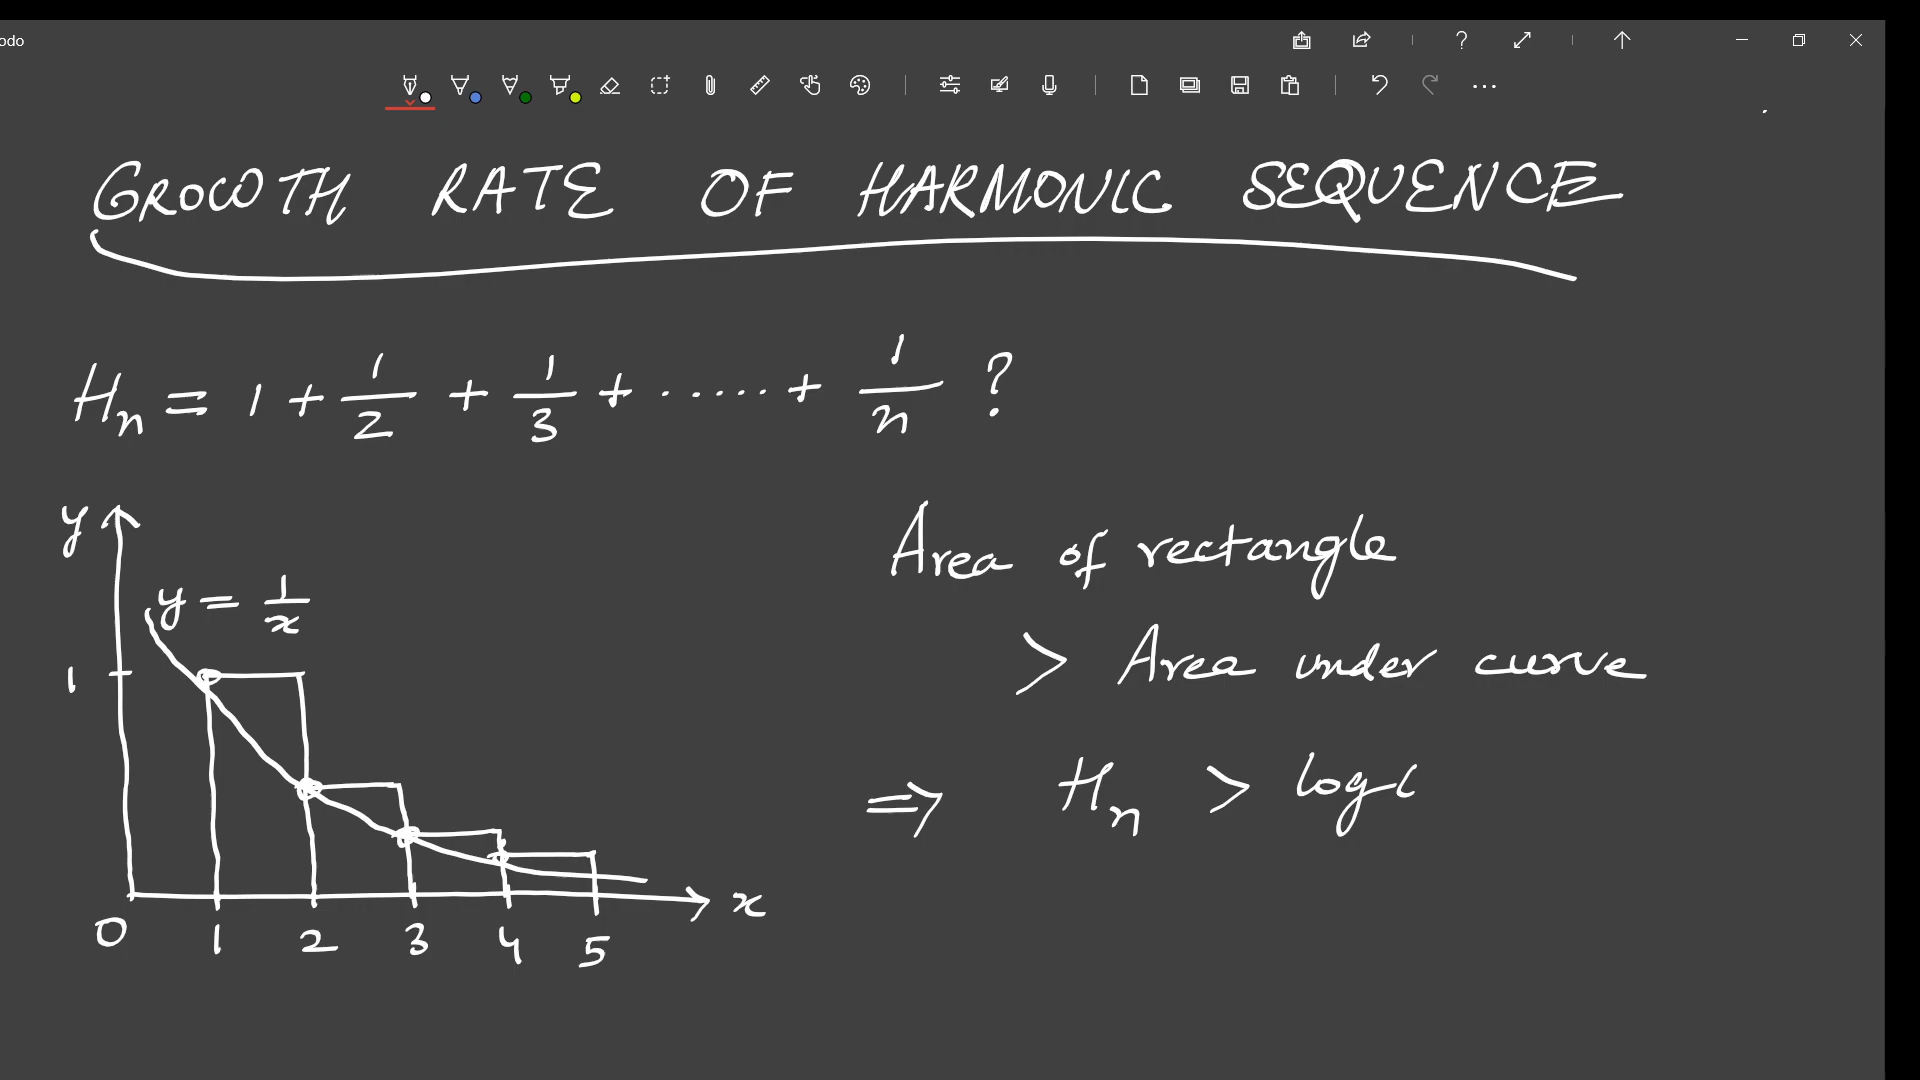 odo
GROWTH RATE OF HARMONIC SEQUENCE
Hn = 1 + 1/2 + 1/3 + ..... + 1/n ?
y
y = 1/x
1
0 1 2 3 4 5 x
Area of rectangle
> Area under curve
⇒ Hn > log(